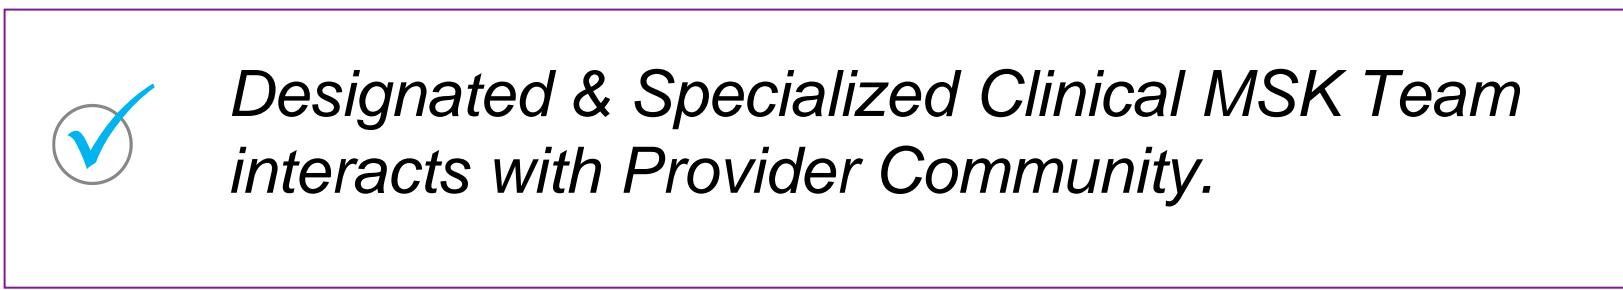 Designated & Specialized Clinical MSK Team
interacts with Provider Community.